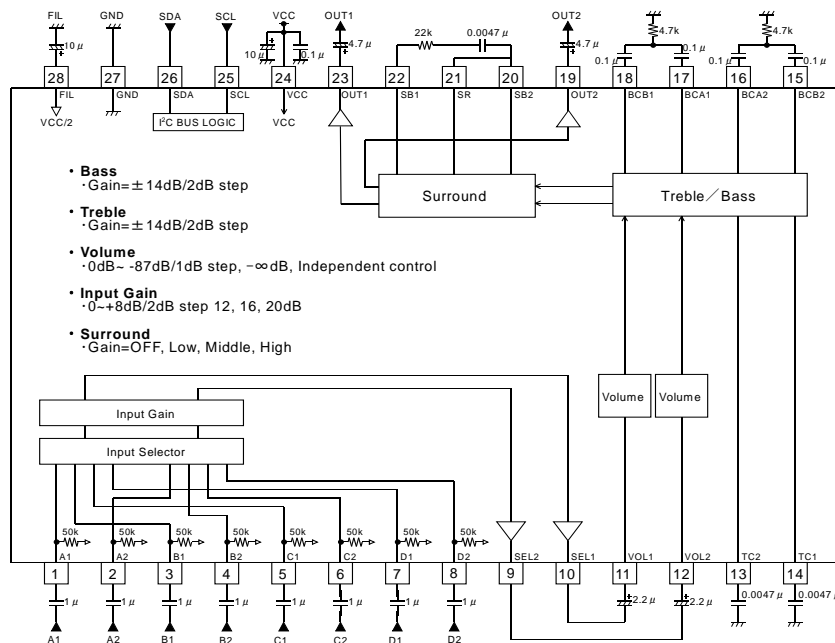 FIL GND SDA SCL VCC OUT1 22k 0.0047μ OUT2 4.7k 4.7k
10μ 10μ 0.1μ 4.7μ 4.7μ 0.1μ 0.1μ 0.1μ 0.1μ
28 27 26 25 24 23 22 21 20 19 18 17 16 15
FIL GND SDA SCL VCC OUT1 SB1 SR SB2 OUT2 BCB1 BCA1 BCA2 BCB2
VCC/2 I²C BUS LOGIC VCC
• Bass
・Gain=±14dB/2dB step
• Treble
・Gain=±14dB/2dB step
• Volume
・0dB~ -87dB/1dB step, -∞dB, Independent control
• Input Gain
・0~+8dB/2dB step 12, 16, 20dB
• Surround
・Gain=OFF, Low, Middle, High
Surround
Treble/Bass
Volume Volume
Input Gain
Input Selector
50k 50k 50k 50k 50k 50k 50k 50k
A1 A2 B1 B2 C1 C2 D1 D2 SEL2 SEL1 VOL1 VOL2 TC2 TC1
1 2 3 4 5 6 7 8 9 10 11 12 13 14
1μ 1μ 1μ 1μ 1μ 1μ 1μ 1μ 2.2μ 2.2μ 0.0047μ 0.0047μ
A1 A2 B1 B2 C1 C2 D1 D2